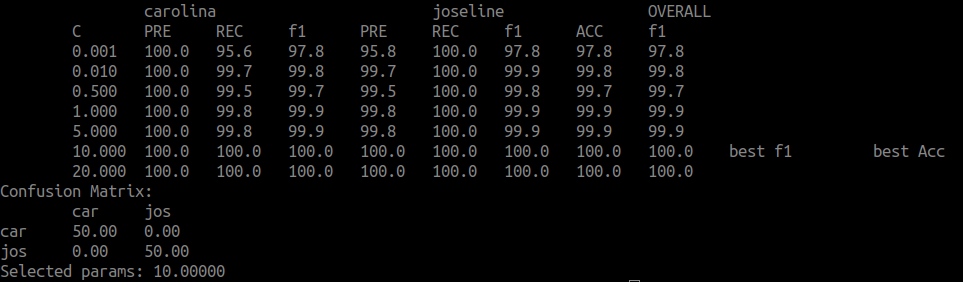 carolina joseline OVERALL
C PRE REC f1 PRE REC f1 ACC f1
0.001 100.0 95.6 97.8 95.8 100.0 97.8 97.8 97.8
0.010 100.0 99.7 99.8 99.7 100.0 99.9 99.8 99.8
0.500 100.0 99.5 99.7 99.5 100.0 99.8 99.7 99.7
1.000 100.0 99.8 99.9 99.8 100.0 99.9 99.9 99.9
5.000 100.0 99.8 99.9 99.8 100.0 99.9 99.9 99.9
10.000 100.0 100.0 100.0 100.0 100.0 100.0 100.0 100.0 best f1 best Acc
20.000 100.0 100.0 100.0 100.0 100.0 100.0 100.0 100.0
Confusion Matrix:
car jos
car 50.00 0.00
jos 0.00 50.00
Selected params: 10.00000